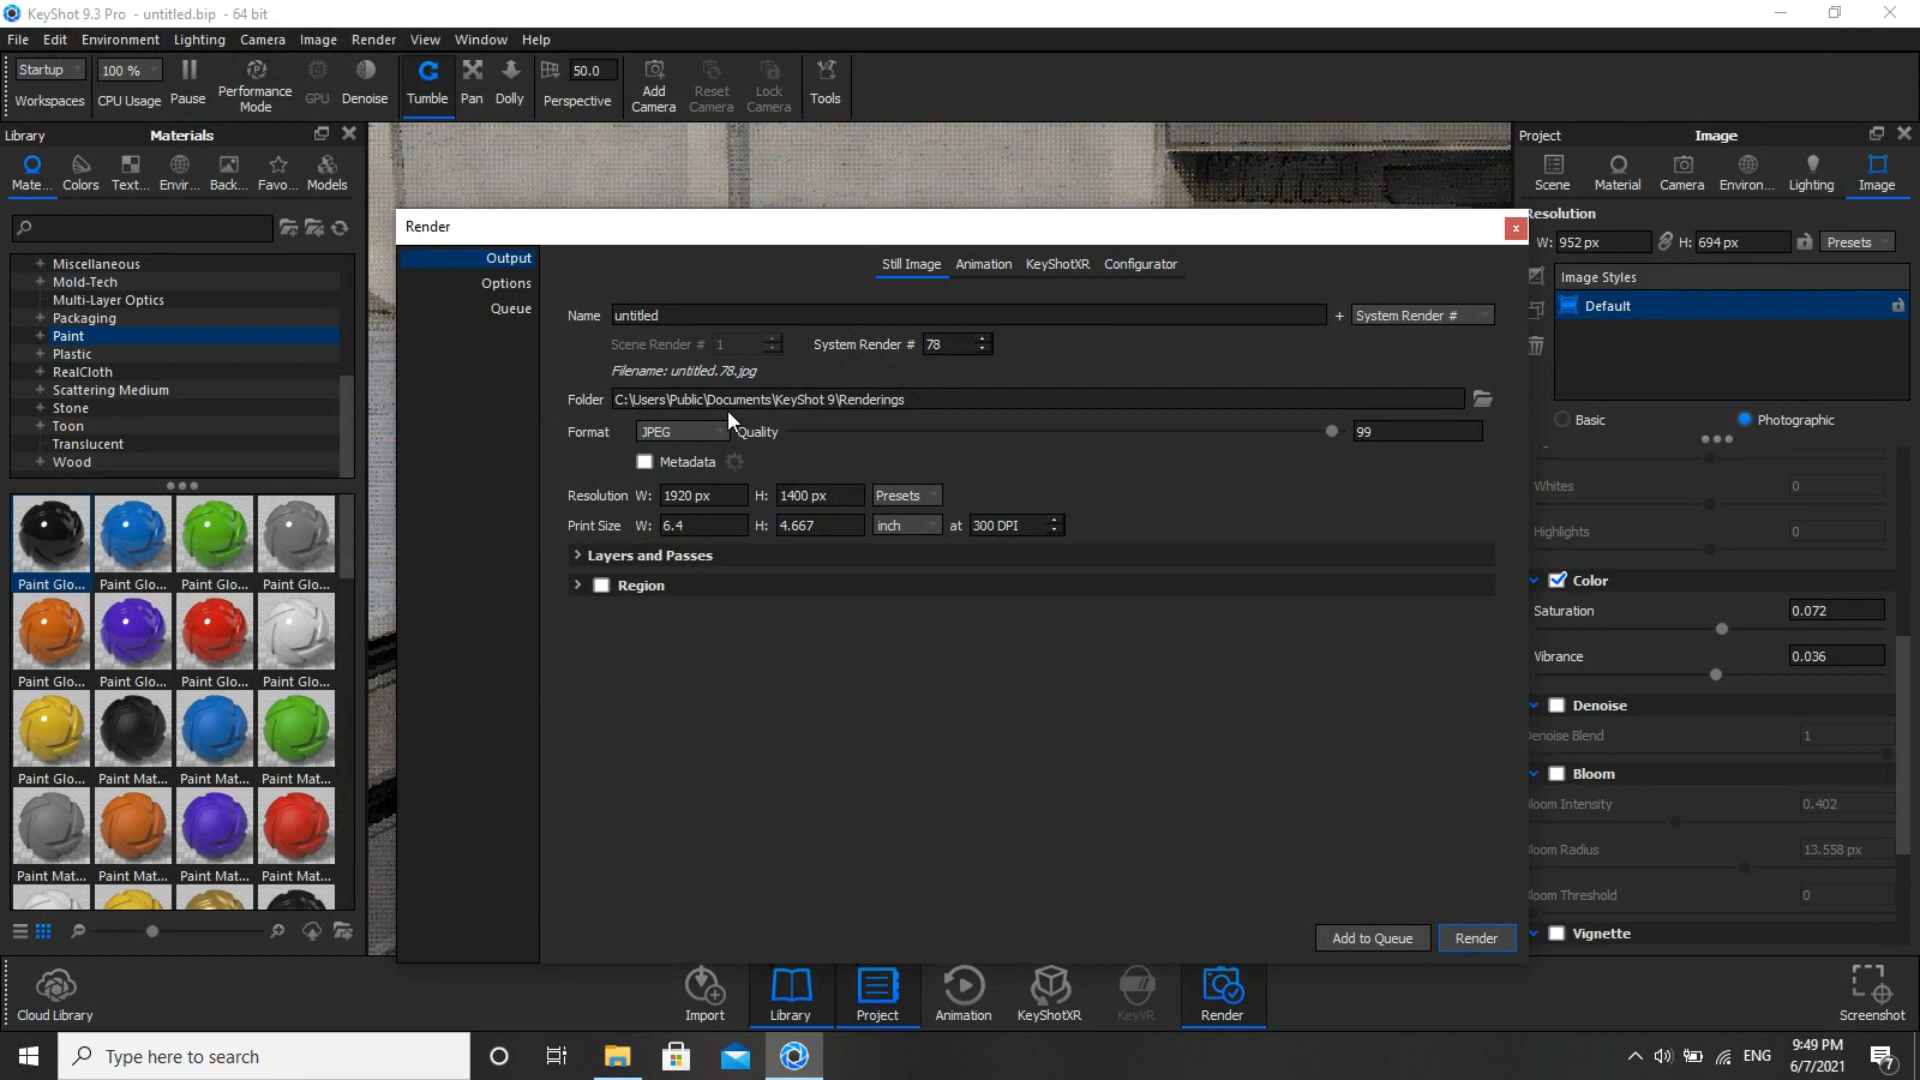 KeyShot 9.3 Pro - untitled.bip - 64 bit
File Edit Environment Lighting Camera Image Render View Window Help
Startup 100 % 50.0
Workspaces CPU Usage Pause Performance Mode GPU Denoise Tumble Pan Dolly Perspective Add Camera Reset Camera Lock Camera Tools
Library Materials
Mate... Colors Text... Envir... Back... Favo... Models
Miscellaneous
Mold-Tech
Multi-Layer Optics
Packaging
Paint
Plastic
RealCloth
Scattering Medium
Stone
Toon
Translucent
Wood
Paint Glo... Paint Glo... Paint Glo... Paint Glo...
Paint Glo... Paint Glo... Paint Glo... Paint Glo...
Paint Glo... Paint Mat... Paint Mat... Paint Mat...
Paint Mat... Paint Mat... Paint Mat... Paint Mat...
Render
Output
Options
Queue
Still Image Animation KeyShotXR Configurator
Name untitled + System Render #
Scene Render # 1 System Render # 78
Filename: untitled.78.jpg
Folder C:\Users\Public\Documents\KeyShot 9\Renderings
Format JPEG Quality 99
Metadata
Resolution W: 1920 px H: 1400 px Presets
Print Size W: 6.4 H: 4.667 inch at 300 DPI
Layers and Passes
Region
Add to Queue Render
Project Image
Scene Material Camera Environ... Lighting Image
Resolution
W: 952 px H: 694 px Presets
Image Styles
Default
Basic Photographic
Whites 0
Highlights 0
Color
Saturation 0.072
Vibrance 0.036
Denoise
Denoise Blend 1
Bloom
Bloom Intensity 0.402
Bloom Radius 13.558 px
Bloom Threshold 0
Vignette
Cloud Library Import Library Project Animation KeyShotXR KeyVR Render Screenshot
Type here to search
ENG
9:49 PM
6/7/2021
7